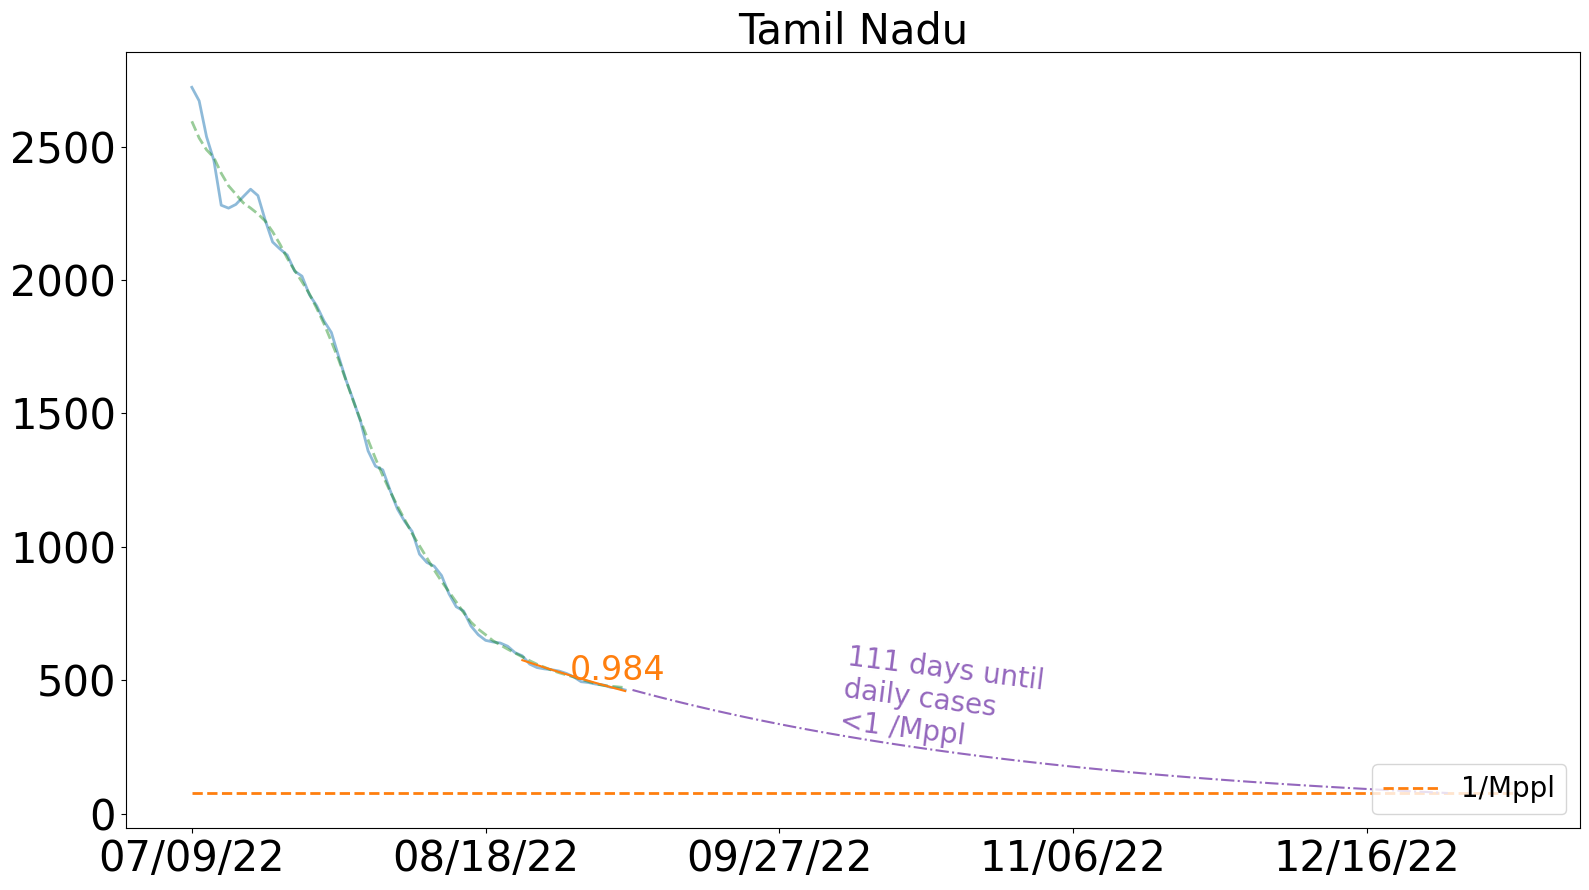 Tamil Nadu
2500
2000
1500
1000
500
0
0.984
111 days until
daily cases
<1 /Mppl
1/Mppl
07/09/22
08/18/22
09/27/22
11/06/22
12/16/22